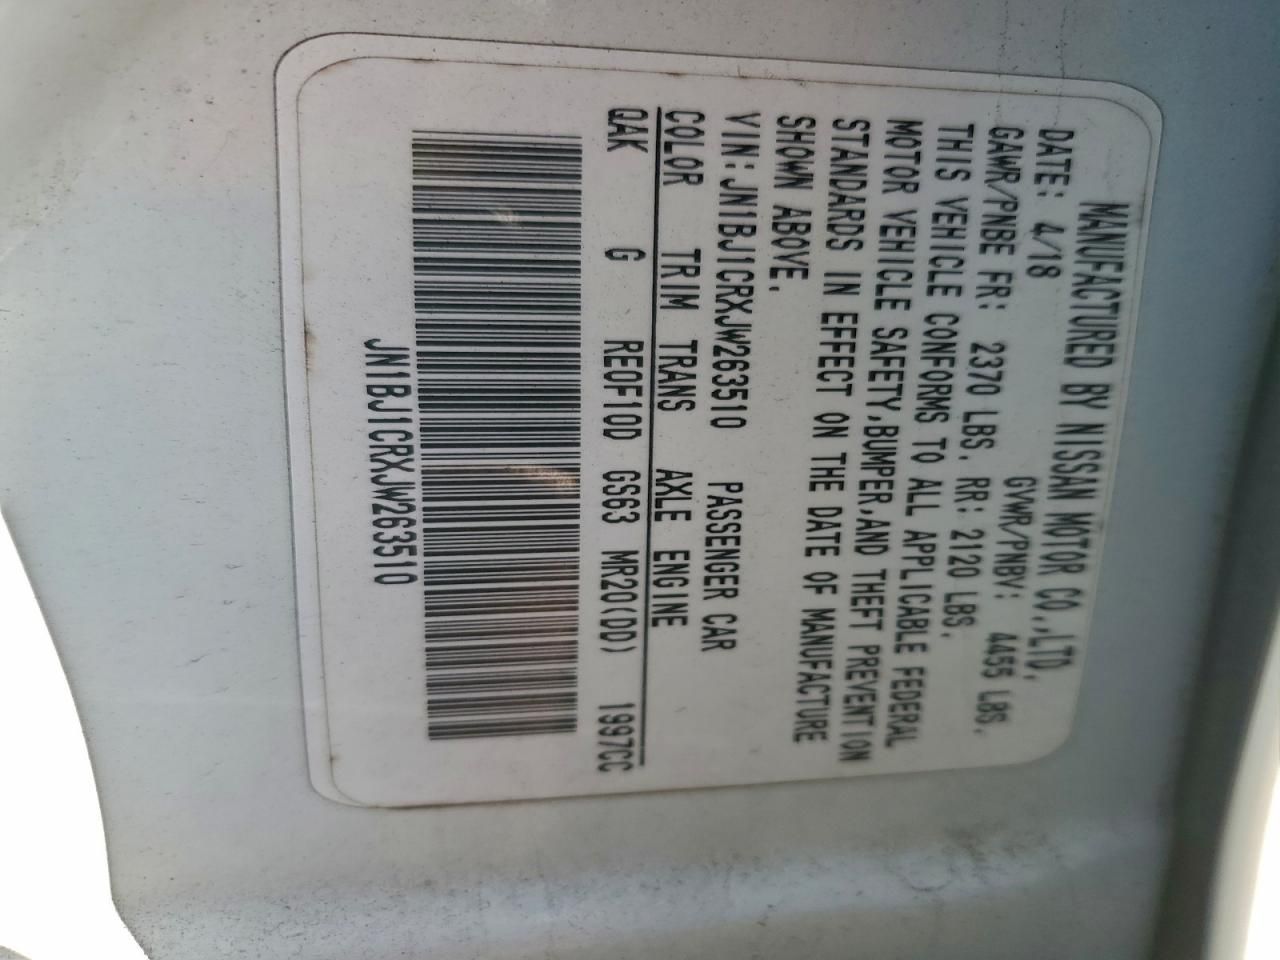 MANUFACTURED BY NISSAN MOTOR CO.,LTD.
DATE: 4/18 GVWR/PNBV: 4455 LBS.
GAWR/PNBE FR: 2370 LBS. RR: 2120 LBS.
THIS VEHICLE CONFORMS TO ALL APPLICABLE FEDERAL
MOTOR VEHICLE SAFETY,BUMPER,AND THEFT PREVENTION
STANDARDS IN EFFECT ON THE DATE OF MANUFACTURE
SHOWN ABOVE.
VIN:JN1BJ1CRXJW263510 PASSENGER CAR
COLOR TRIM TRANS AXLE ENGINE
QAK G RE0F10D GS63 MR20(DD) 1997CC
JN1BJ1CRXJW263510